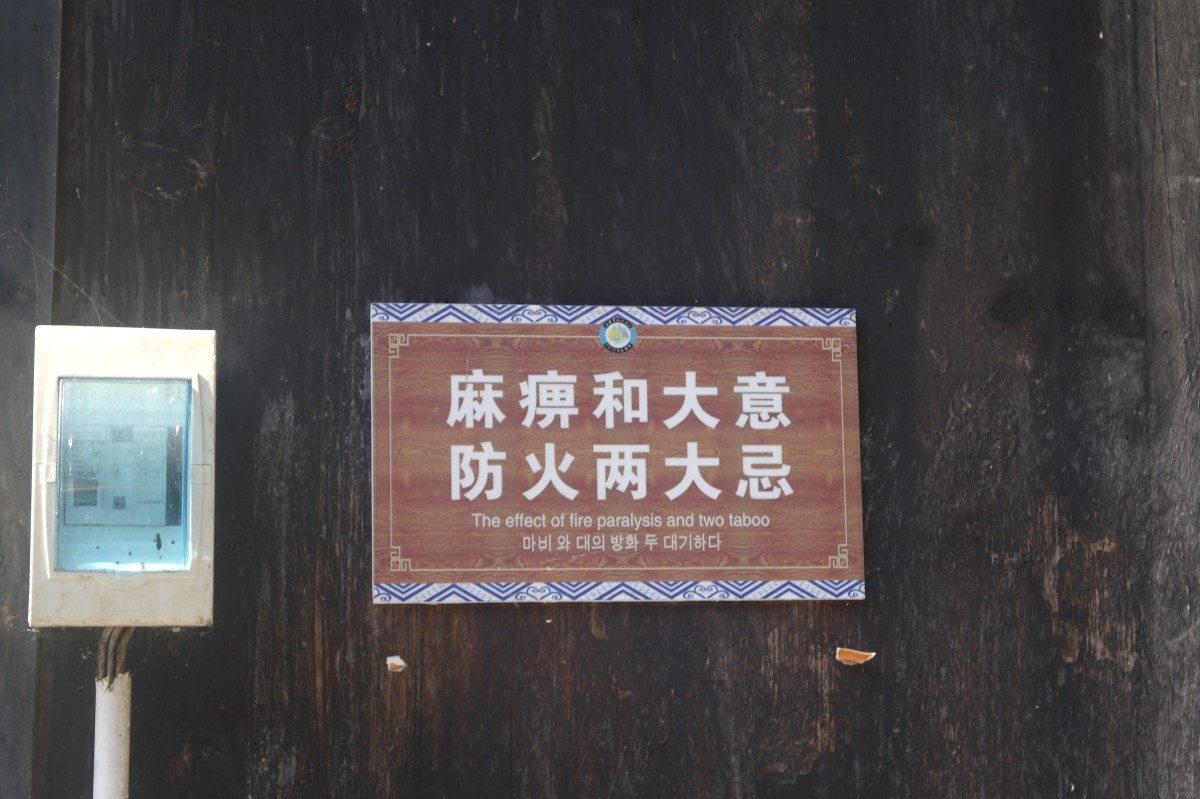 麻痹和大意
防火两大忌
The effect of fire paralysis and two taboo
마비 와 대의 방화 두 대기하다